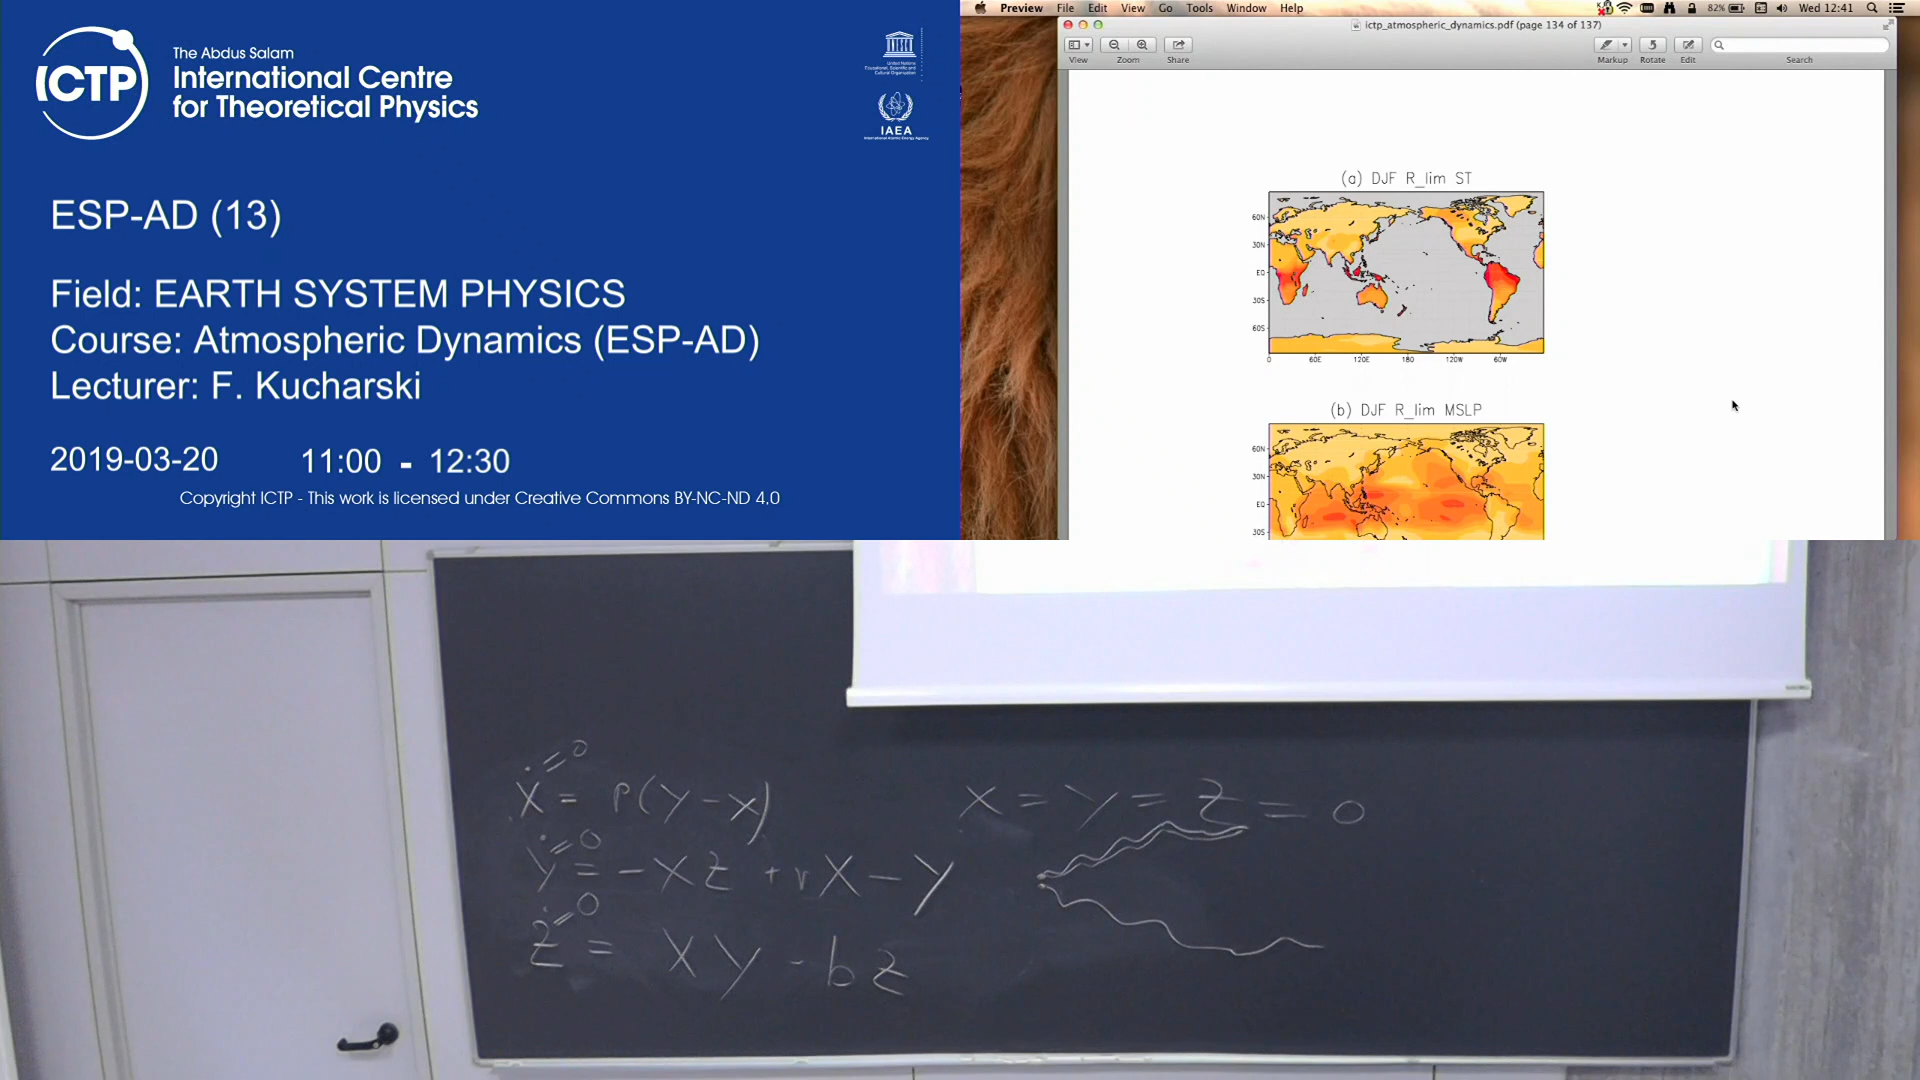 The Abdus Salam
International Centre
for Theoretical Physics
ICTP
IAEA
ESP-AD (13)
Field: EARTH SYSTEM PHYSICS
Course: Atmospheric Dynamics (ESP-AD)
Lecturer: F. Kucharski
2019-03-20 11:00 - 12:30
Copyright ICTP - This work is licensed under Creative Commons BY-NC-ND 4,0
Preview File Edit View Go Tools Window Help
82% Wed 12:41
ictp_atmospheric_dynamics.pdf (page 134 of 137)
View Zoom Share Markup Rotate Edit Search
(a) DJF R_lim ST
60N
30N
EQ
30S
60S
0 60E 120E 180 120W 60W
(b) DJF R_lim MSLP
60N
30N
EQ
30S
Ẋ = P(Y-X)
= 0
Ẏ = -XZ + rX - Y
= 0
Ż = XY - bZ
= 0
X = Y = Z = 0